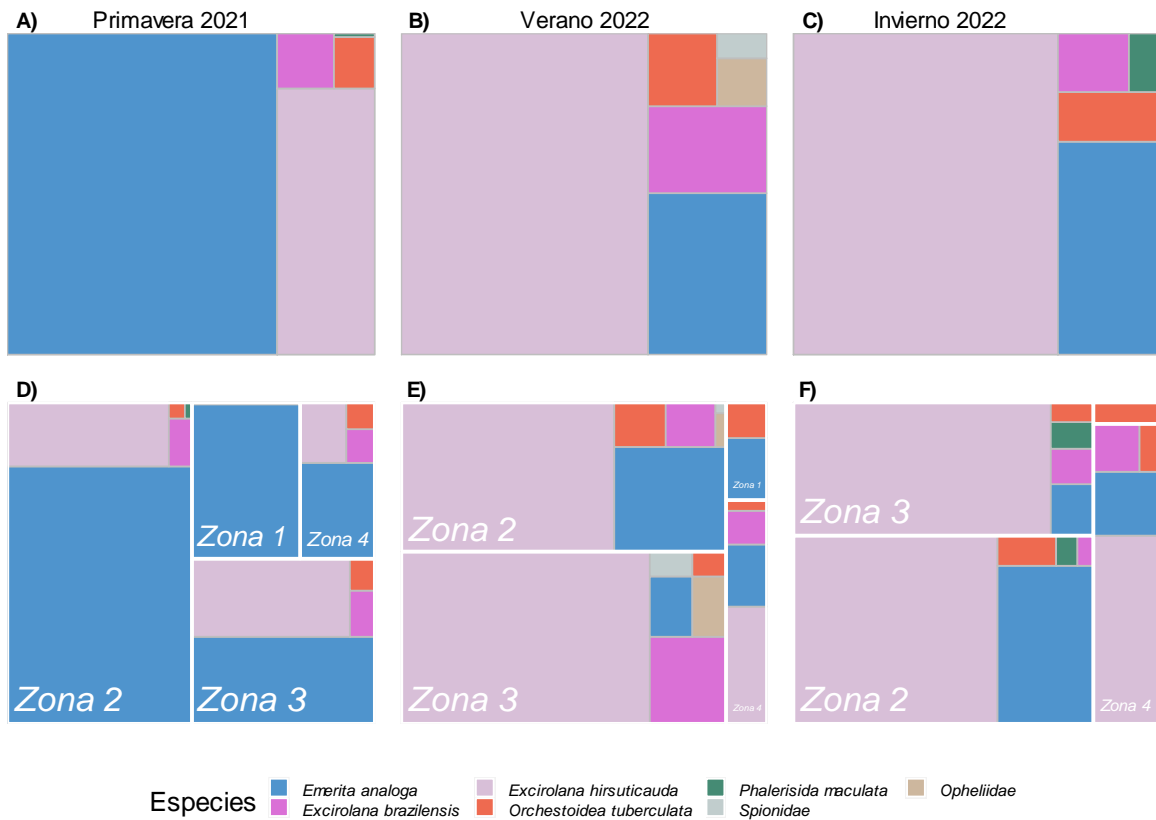 A) Primavera 2021
B) Verano 2022
C) Invierno 2022
D)
E)
F)
Zona 2
Zona 1
Zona 4
Zona 3
Zona 2
Zona 1
Zona 3
Zona 4
Zona 3
Zona 2
Zona 4
Especies
Emerita analoga
Excirolana hirsuticauda
Phalerisida maculata
Opheliidae
Excirolana brazilensis
Orchestoidea tuberculata
Spionidae